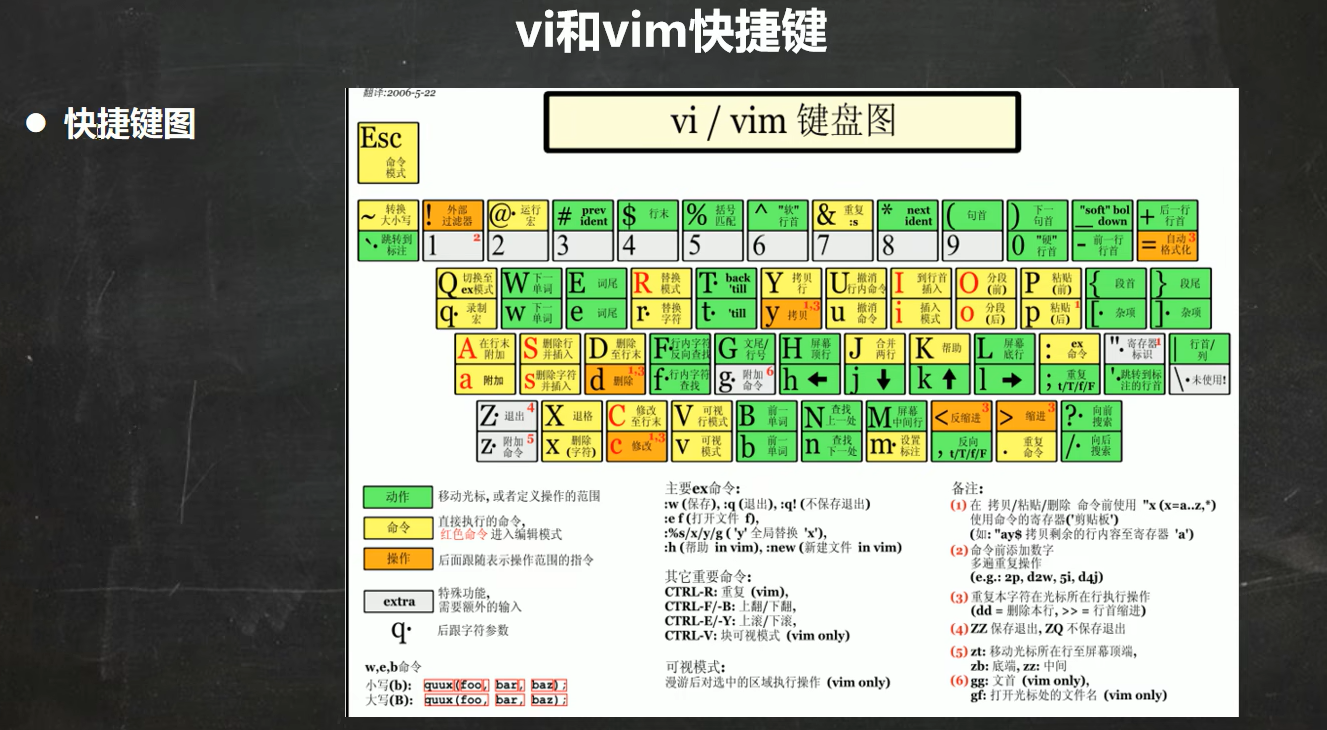 vi和vim快捷键
● 快捷键图
翻译:2006-5-22
vi / vim 键盘图
Esc 命令模式
~ 转换大小写 ! 外部过滤器 @· 运行宏 # prev ident $ 行末 % 括号匹配 ^ "软"行首 & 重复 :s * next ident ( 句首 ) 下一句首 _ "soft" bol down + 后一行行首
`· 跳转到标注 1 2 2 3 4 5 6 7 8 9 0 "硬"行首 - 前一行行首 = 自动格式化 3
Q 切换至ex模式 W 下一单词 E 词尾 R 替换模式 T· back 'till Y 拷贝行 U 撤消行内命令 I 到行首插入 O 分段(前) P 粘贴(前) { 段首 } 段尾
q· 录制宏 w 下一单词 e 词尾 r· 替换字符 t· 'till y 拷贝 1,3 u 撤消命令 i 插入模式 o 分段(后) p 粘贴(后) 1 [· 杂项 ]· 杂项
A 在行末附加 S 删除行并插入 D 删除至行末 F· 行内字符反向查找 G 文尾/行号 H 屏幕顶行 J 合并两行 K 帮助 L 屏幕底行 : ex命令 "· 寄存器标识 1 | 行首/列
a 附加 s 删除字符并插入 d 删除 1,3 f· 行内字符查找 g· 附加命令 6 h ← j ↓ k ↑ l → ; 重复 t/T/f/F '· 跳转到标注的行首 \· 未使用!
Z· 退出 4 X 退格 C 修改至行末 V 可视行模式 B 前一单词 N 查找上一处 M 屏幕中间行 < 反缩进 3 > 缩进 3 ?· 向前搜索
z· 附加命令 5 x 删除(字符) c 修改 1,3 v 可视模式 b 前一单词 n 查找下一处 m· 设置标注 , 反向 t/T/f/F . 重复命令 /· 向后搜索
动作 移动光标, 或者定义操作的范围
命令 直接执行的命令,
红色命令 进入编辑模式
操作 后面跟随表示操作范围的指令
extra 特殊功能,
需要额外的输入
q· 后跟字符参数
w,e,b命令
小写(b): quux(foo, bar, baz);
大写(B): quux(foo, bar, baz);
主要ex命令:
:w (保存), :q (退出), :q! (不保存退出)
:e f (打开文件 f),
:%s/x/y/g ( 'y' 全局替换 'x'),
:h (帮助 in vim), :new (新建文件 in vim)
其它重要命令:
CTRL-R: 重复 (vim),
CTRL-F/-B: 上翻/下翻,
CTRL-E/-Y: 上滚/下滚,
CTRL-V: 块可视模式 (vim only)
可视模式:
漫游后对选中的区域执行操作 (vim only)
备注:
(1) 在 拷贝/粘贴/删除 命令前使用 "x (x=a..z,*)
使用命令的寄存器('剪贴板')
(如: "ay$ 拷贝剩余的行内容至寄存器 'a')
(2) 命令前添加数字
多遍重复操作
(e.g.: 2p, d2w, 5i, d4j)
(3) 重复本字符在光标所在行执行操作
(dd = 删除本行, >> = 行首缩进)
(4) ZZ 保存退出, ZQ 不保存退出
(5) zt: 移动光标所在行至屏幕顶端,
zb: 底端, zz: 中间
(6) gg: 文首 (vim only),
gf: 打开光标处的文件名 (vim only)